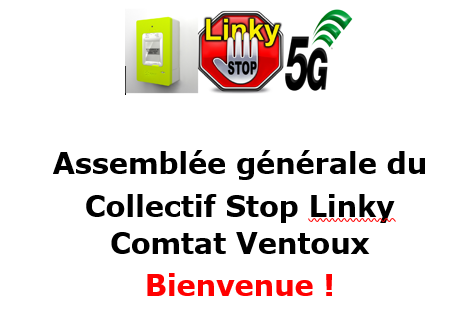 Linky
STOP
5G
Assemblée générale du
Collectif Stop Linky
Comtat Ventoux
Bienvenue !